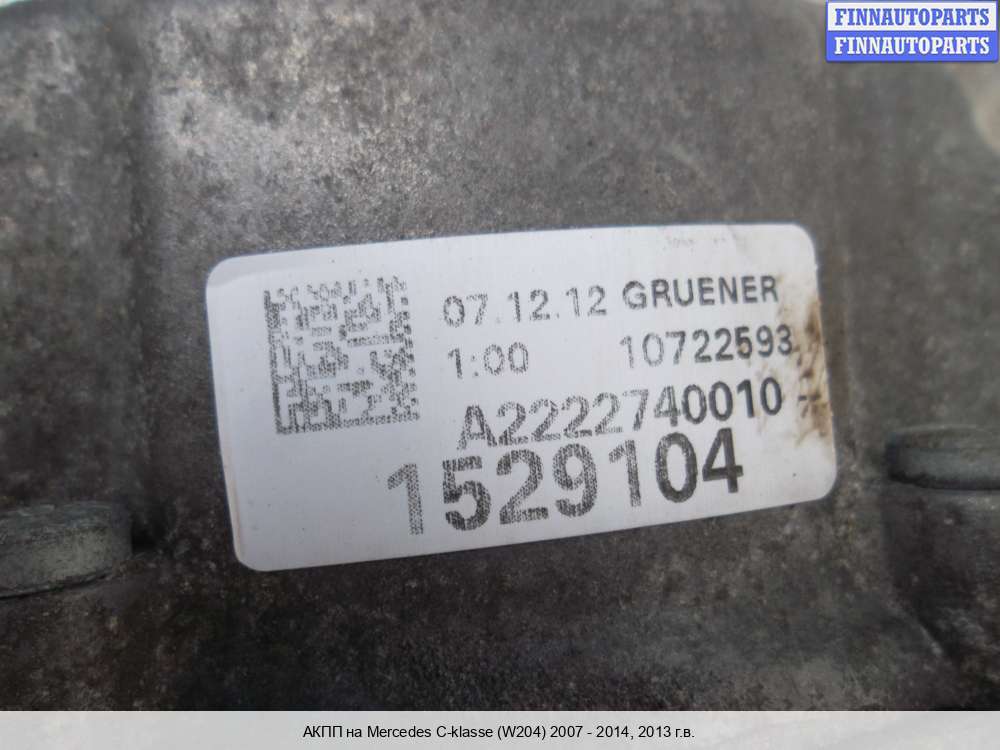 FINNAUTOPARTS
FINNAUTOPARTS
07.12.12 GRUENER
1:00 10722593
A2222740010
1529104
АКПП на Mercedes C-klasse (W204) 2007 - 2014, 2013 г.в.